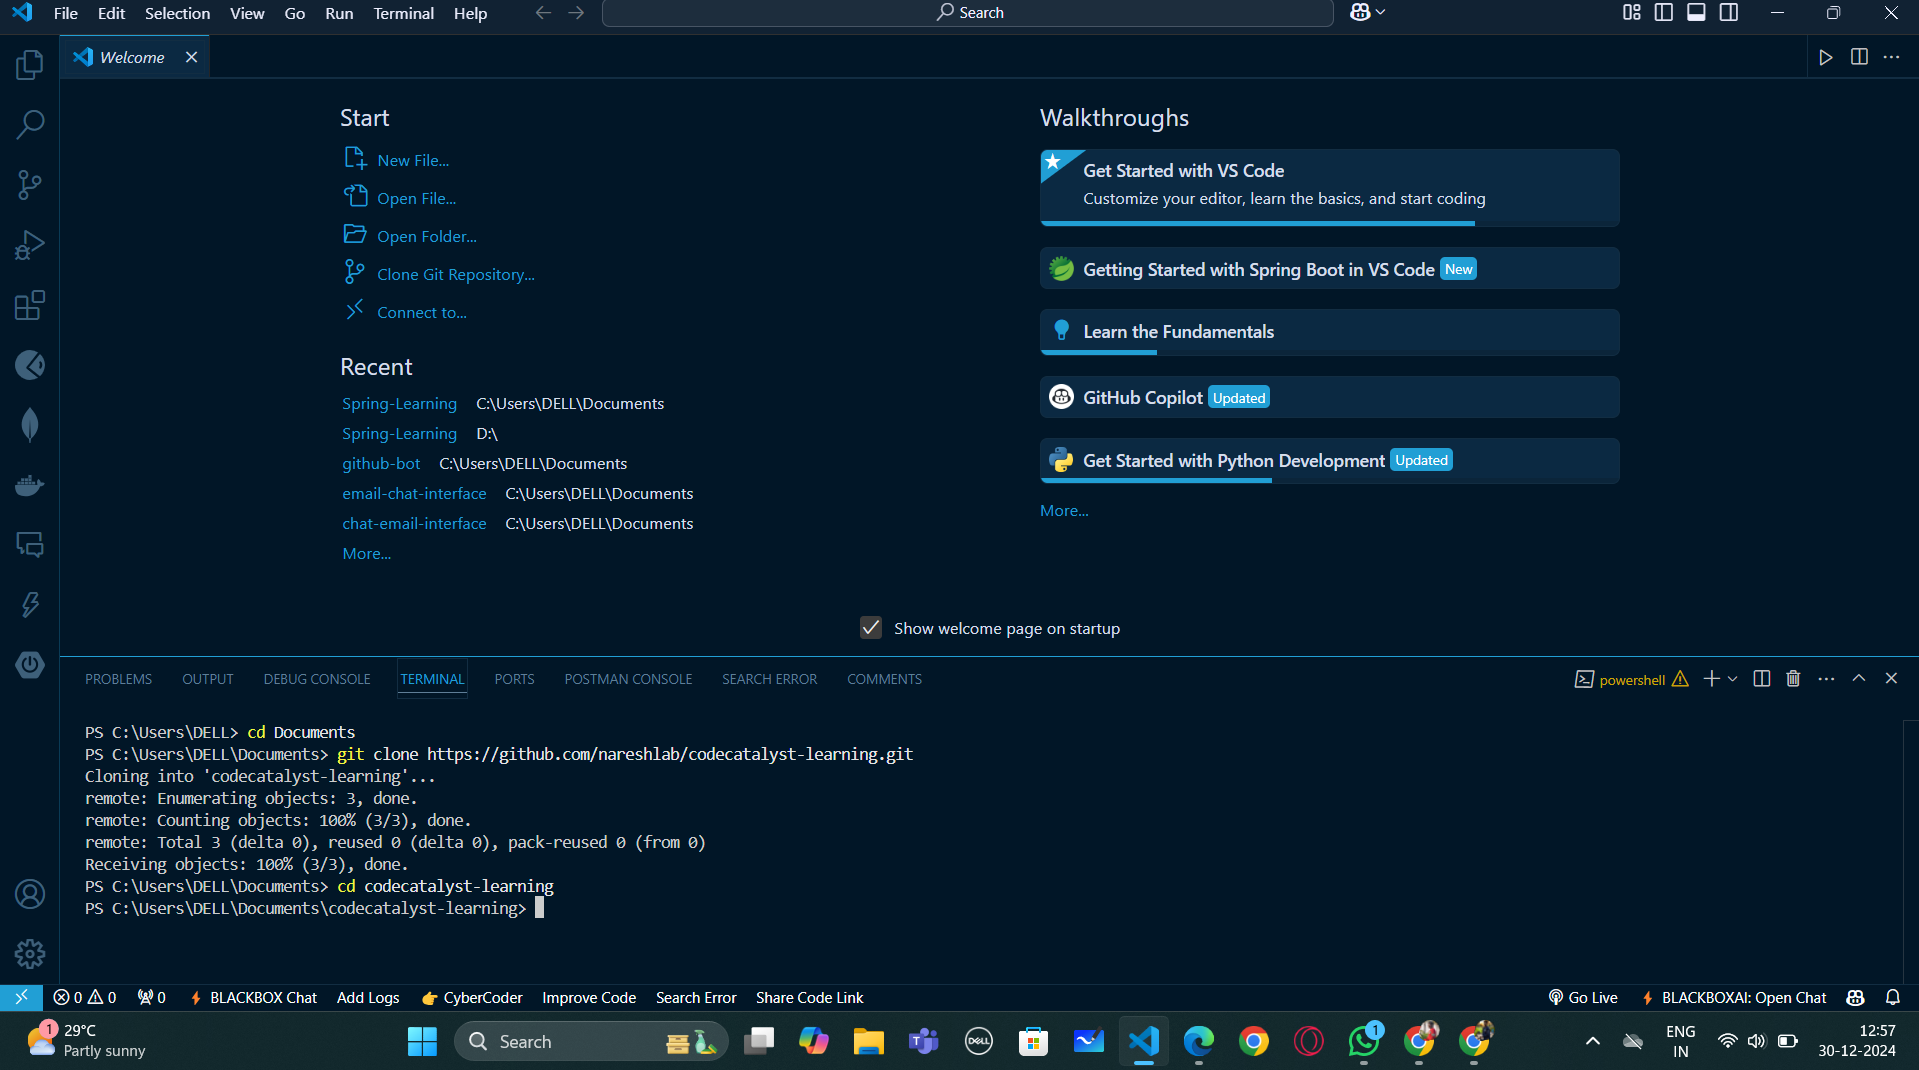 File Edit Selection View Go Run Terminal Help
Search
Welcome
Start
New File...
Open File...
Open Folder...
Clone Git Repository...
Connect to...
Recent
Spring-Learning C:\Users\DELL\Documents
Spring-Learning D:\
github-bot C:\Users\DELL\Documents
email-chat-interface C:\Users\DELL\Documents
chat-email-interface C:\Users\DELL\Documents
More...
Walkthroughs
Get Started with VS Code
Customize your editor, learn the basics, and start coding
Getting Started with Spring Boot in VS Code New
Learn the Fundamentals
GitHub Copilot Updated
Get Started with Python Development Updated
More...
Show welcome page on startup
PROBLEMS OUTPUT DEBUG CONSOLE TERMINAL PORTS POSTMAN CONSOLE SEARCH ERROR COMMENTS
powershell
PS C:\Users\DELL> cd Documents
PS C:\Users\DELL\Documents> git clone https://github.com/nareshlab/codecatalyst-learning.git
Cloning into 'codecatalyst-learning'...
remote: Enumerating objects: 3, done.
remote: Counting objects: 100% (3/3), done.
remote: Total 3 (delta 0), reused 0 (delta 0), pack-reused 0 (from 0)
Receiving objects: 100% (3/3), done.
PS C:\Users\DELL\Documents> cd codecatalyst-learning
PS C:\Users\DELL\Documents\codecatalyst-learning>
0 0 0 BLACKBOX Chat Add Logs CyberCoder Improve Code Search Error Share Code Link
Go Live BLACKBOXAI: Open Chat
1
29°C
Partly sunny
Search
DELL
1
ENG
IN
12:57
30-12-2024